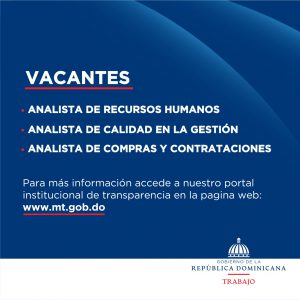 VACANTES
• ANALISTA DE RECURSOS HUMANOS
• ANALISTA DE CALIDAD EN LA GESTIÓN
• ANALISTA DE COMPRAS Y CONTRATACIONES
Para más información accede a nuestro portal
institucional de transparencia en la pagina web:
www.mt.gob.do
GOBIERNO DE LA
REPÚBLICA DOMINICANA
TRABAJO